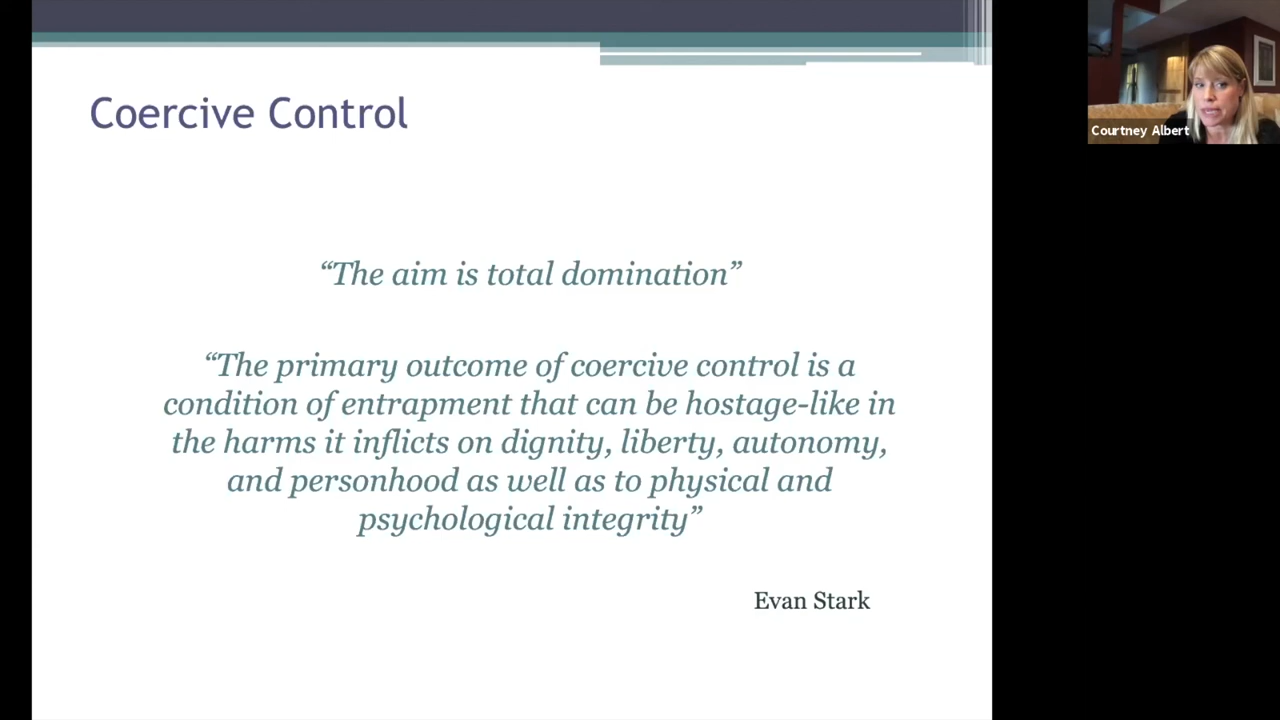 Coercive Control
“The aim is total domination”
“The primary outcome of coercive control is a
condition of entrapment that can be hostage-like in
the harms it inflicts on dignity, liberty, autonomy,
and personhood as well as to physical and
psychological integrity”
Evan Stark
Courtney Albert